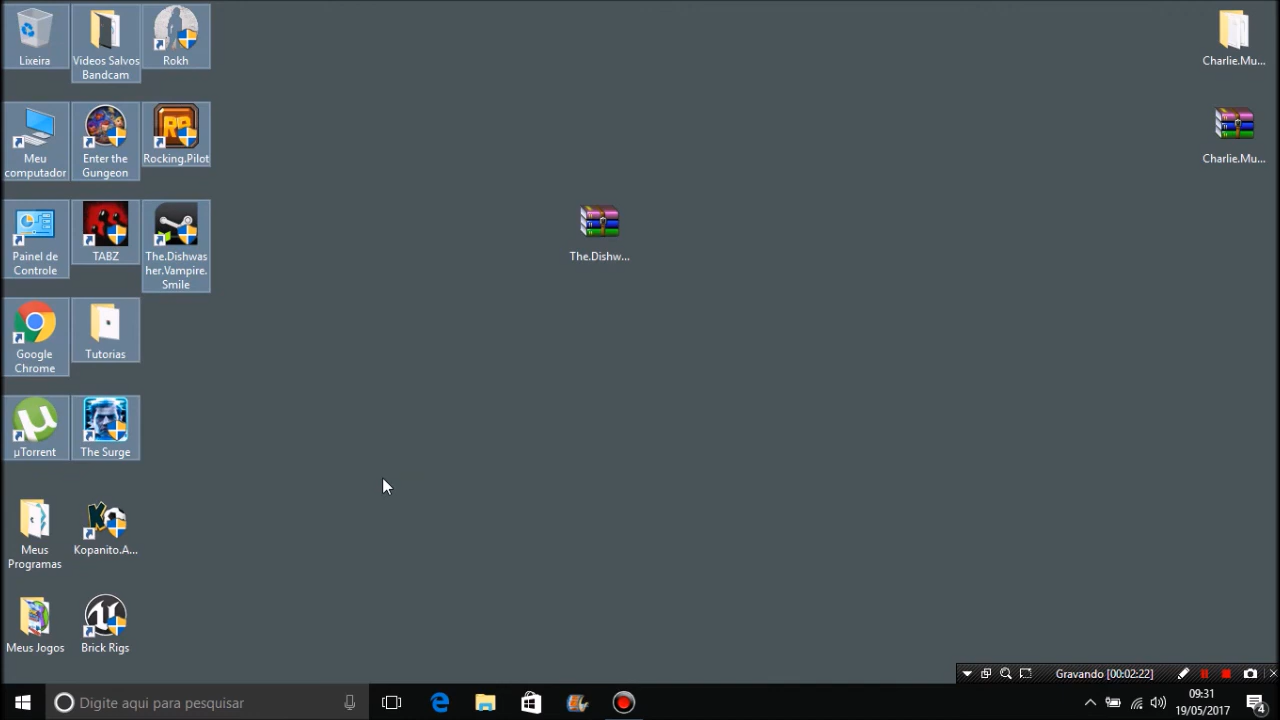 Lixeira
Videos Salvos
Bandcam
Rokh
Charlie.Mu...
Meu
computador
Enter the
Gungeon
RP
Rocking.Pilot
Charlie.Mu...
Painel de
Controle
TABZ
The.Dishwas
her.Vampire.
Smile
The.Dishw...
Google
Chrome
Tutorias
µTorrent
The Surge
Meus
Programas
Kopanito.A...
Meus Jogos
Brick Rigs
Gravando [00:02:22]
Digite aqui para pesquisar
09:31
19/05/2017
4